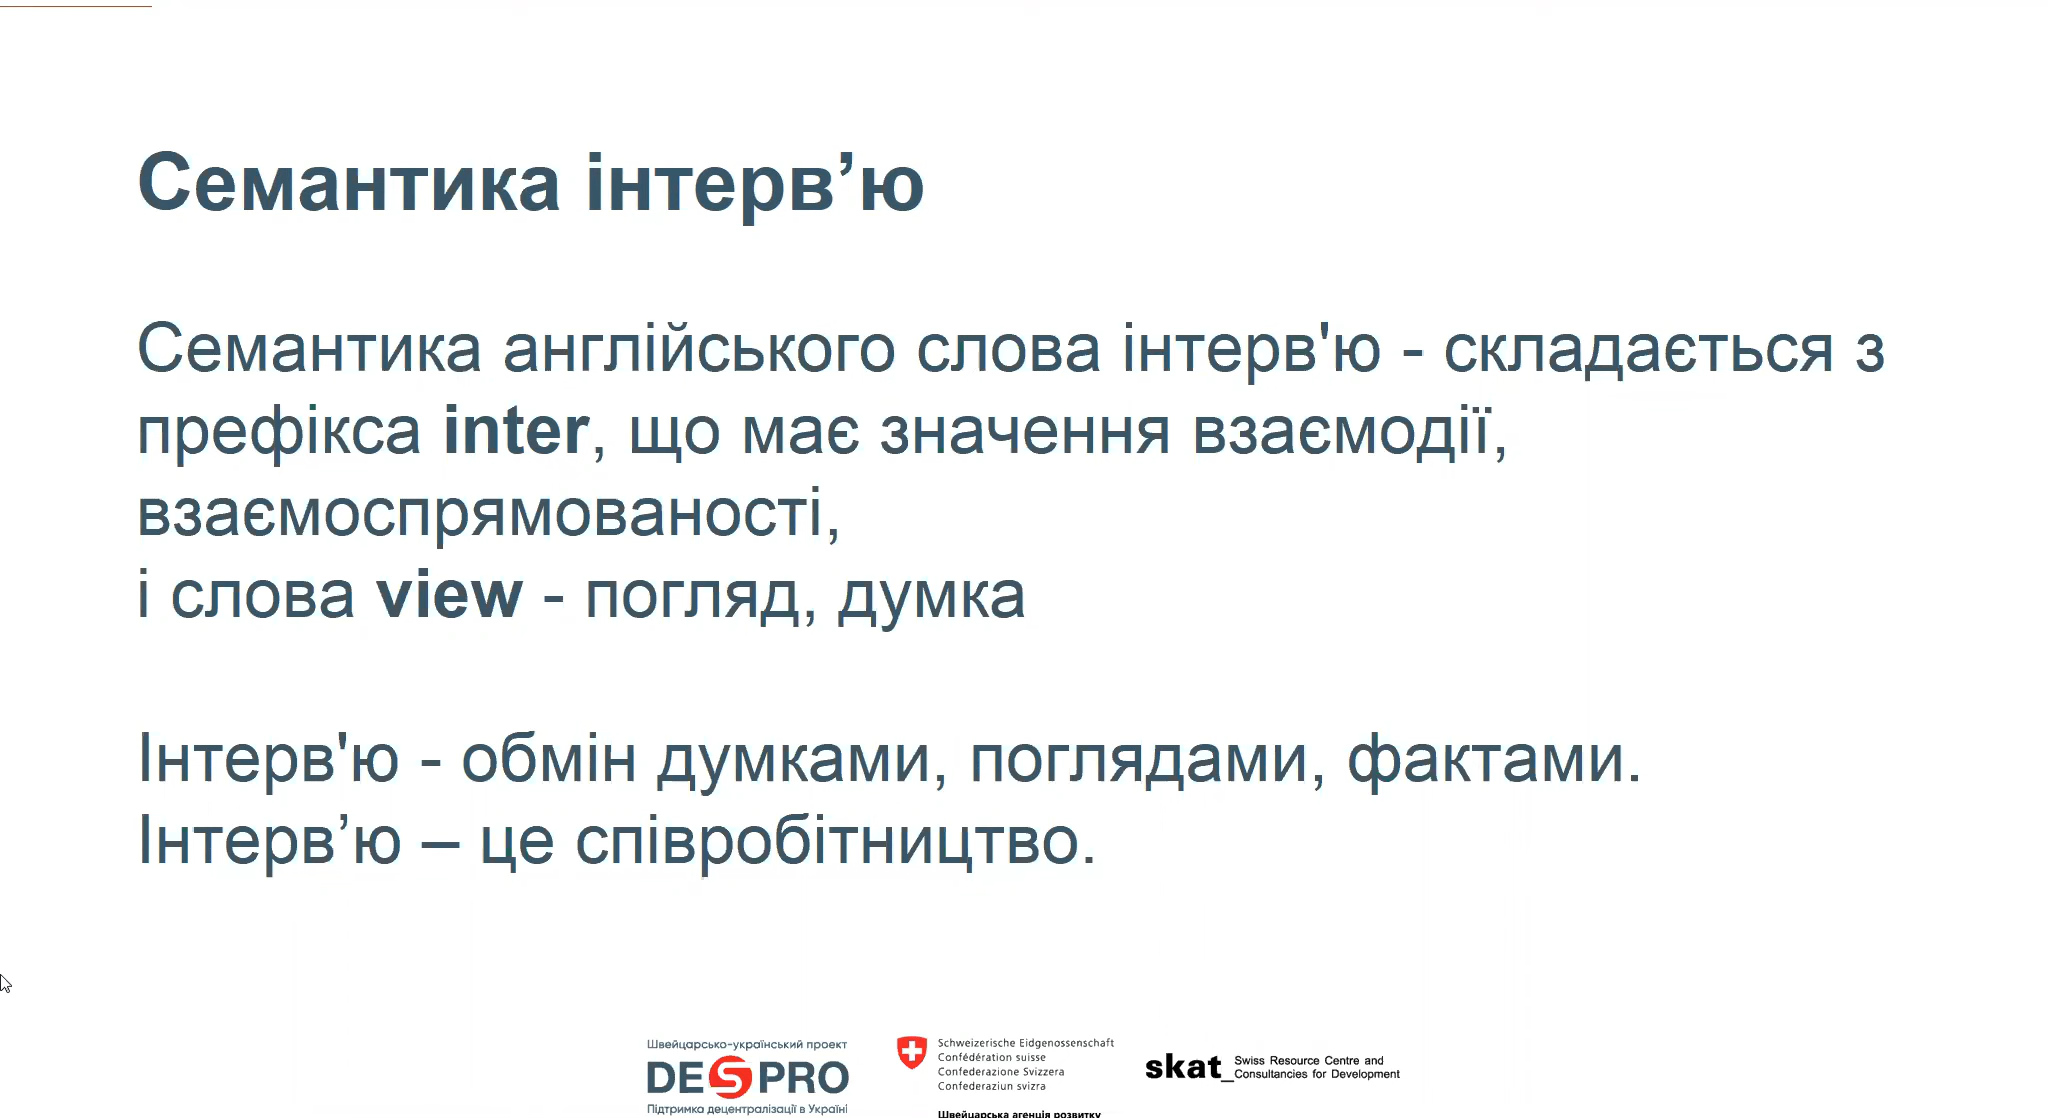 Семантика інтерв’ю
Семантика англійського слова інтерв'ю - складається з
префікса inter, що має значення взаємодії,
взаємоспрямованості,
і слова view - погляд, думка
Інтерв'ю - обмін думками, поглядами, фактами.
Інтерв’ю – це співробітництво.
Швейцарсько-український проект
DESPRO
Підтримка децентралізації в Україні
Schweizerische Eidgenossenschaft
Confédération suisse
Confederazione Svizzera
Confederaziun svizra
Швейцарська агенція розвитку
skat_Swiss Resource Centre and
Consultancies for Development